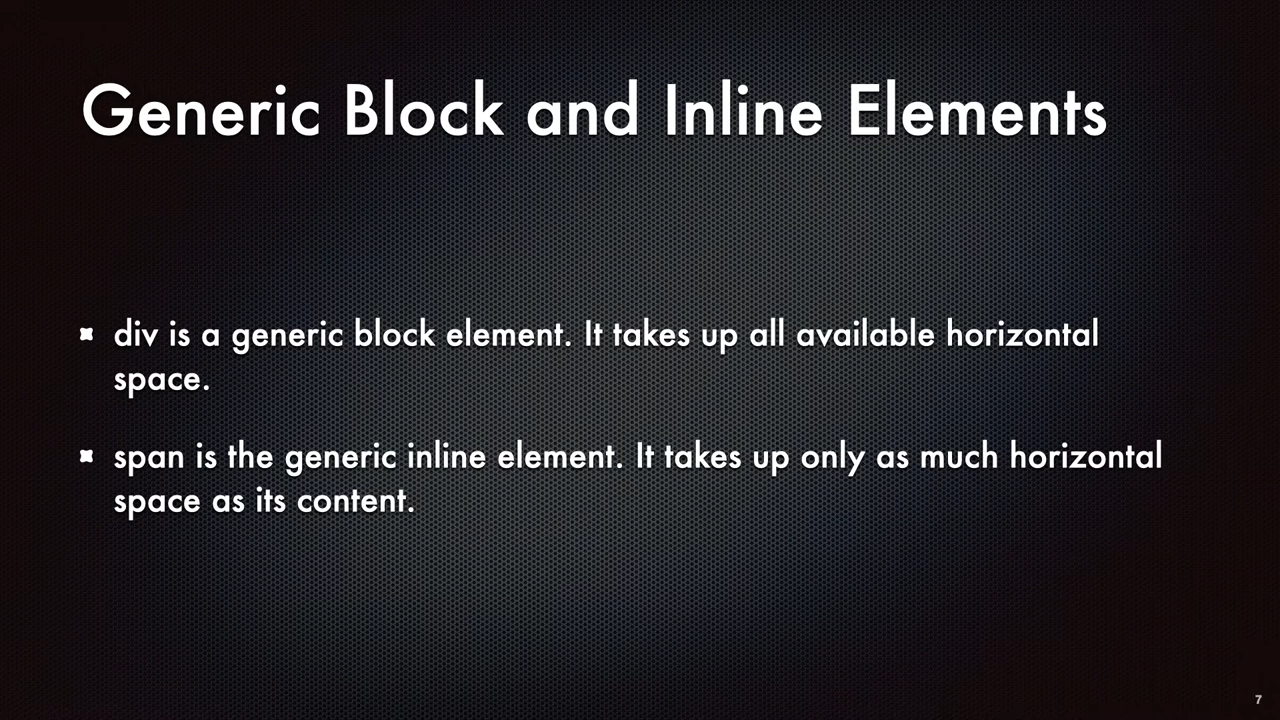 Generic Block and Inline Elements
div is a generic block element. It takes up all available horizontal
space.
span is the generic inline element. It takes up only as much horizontal
space as its content.
7